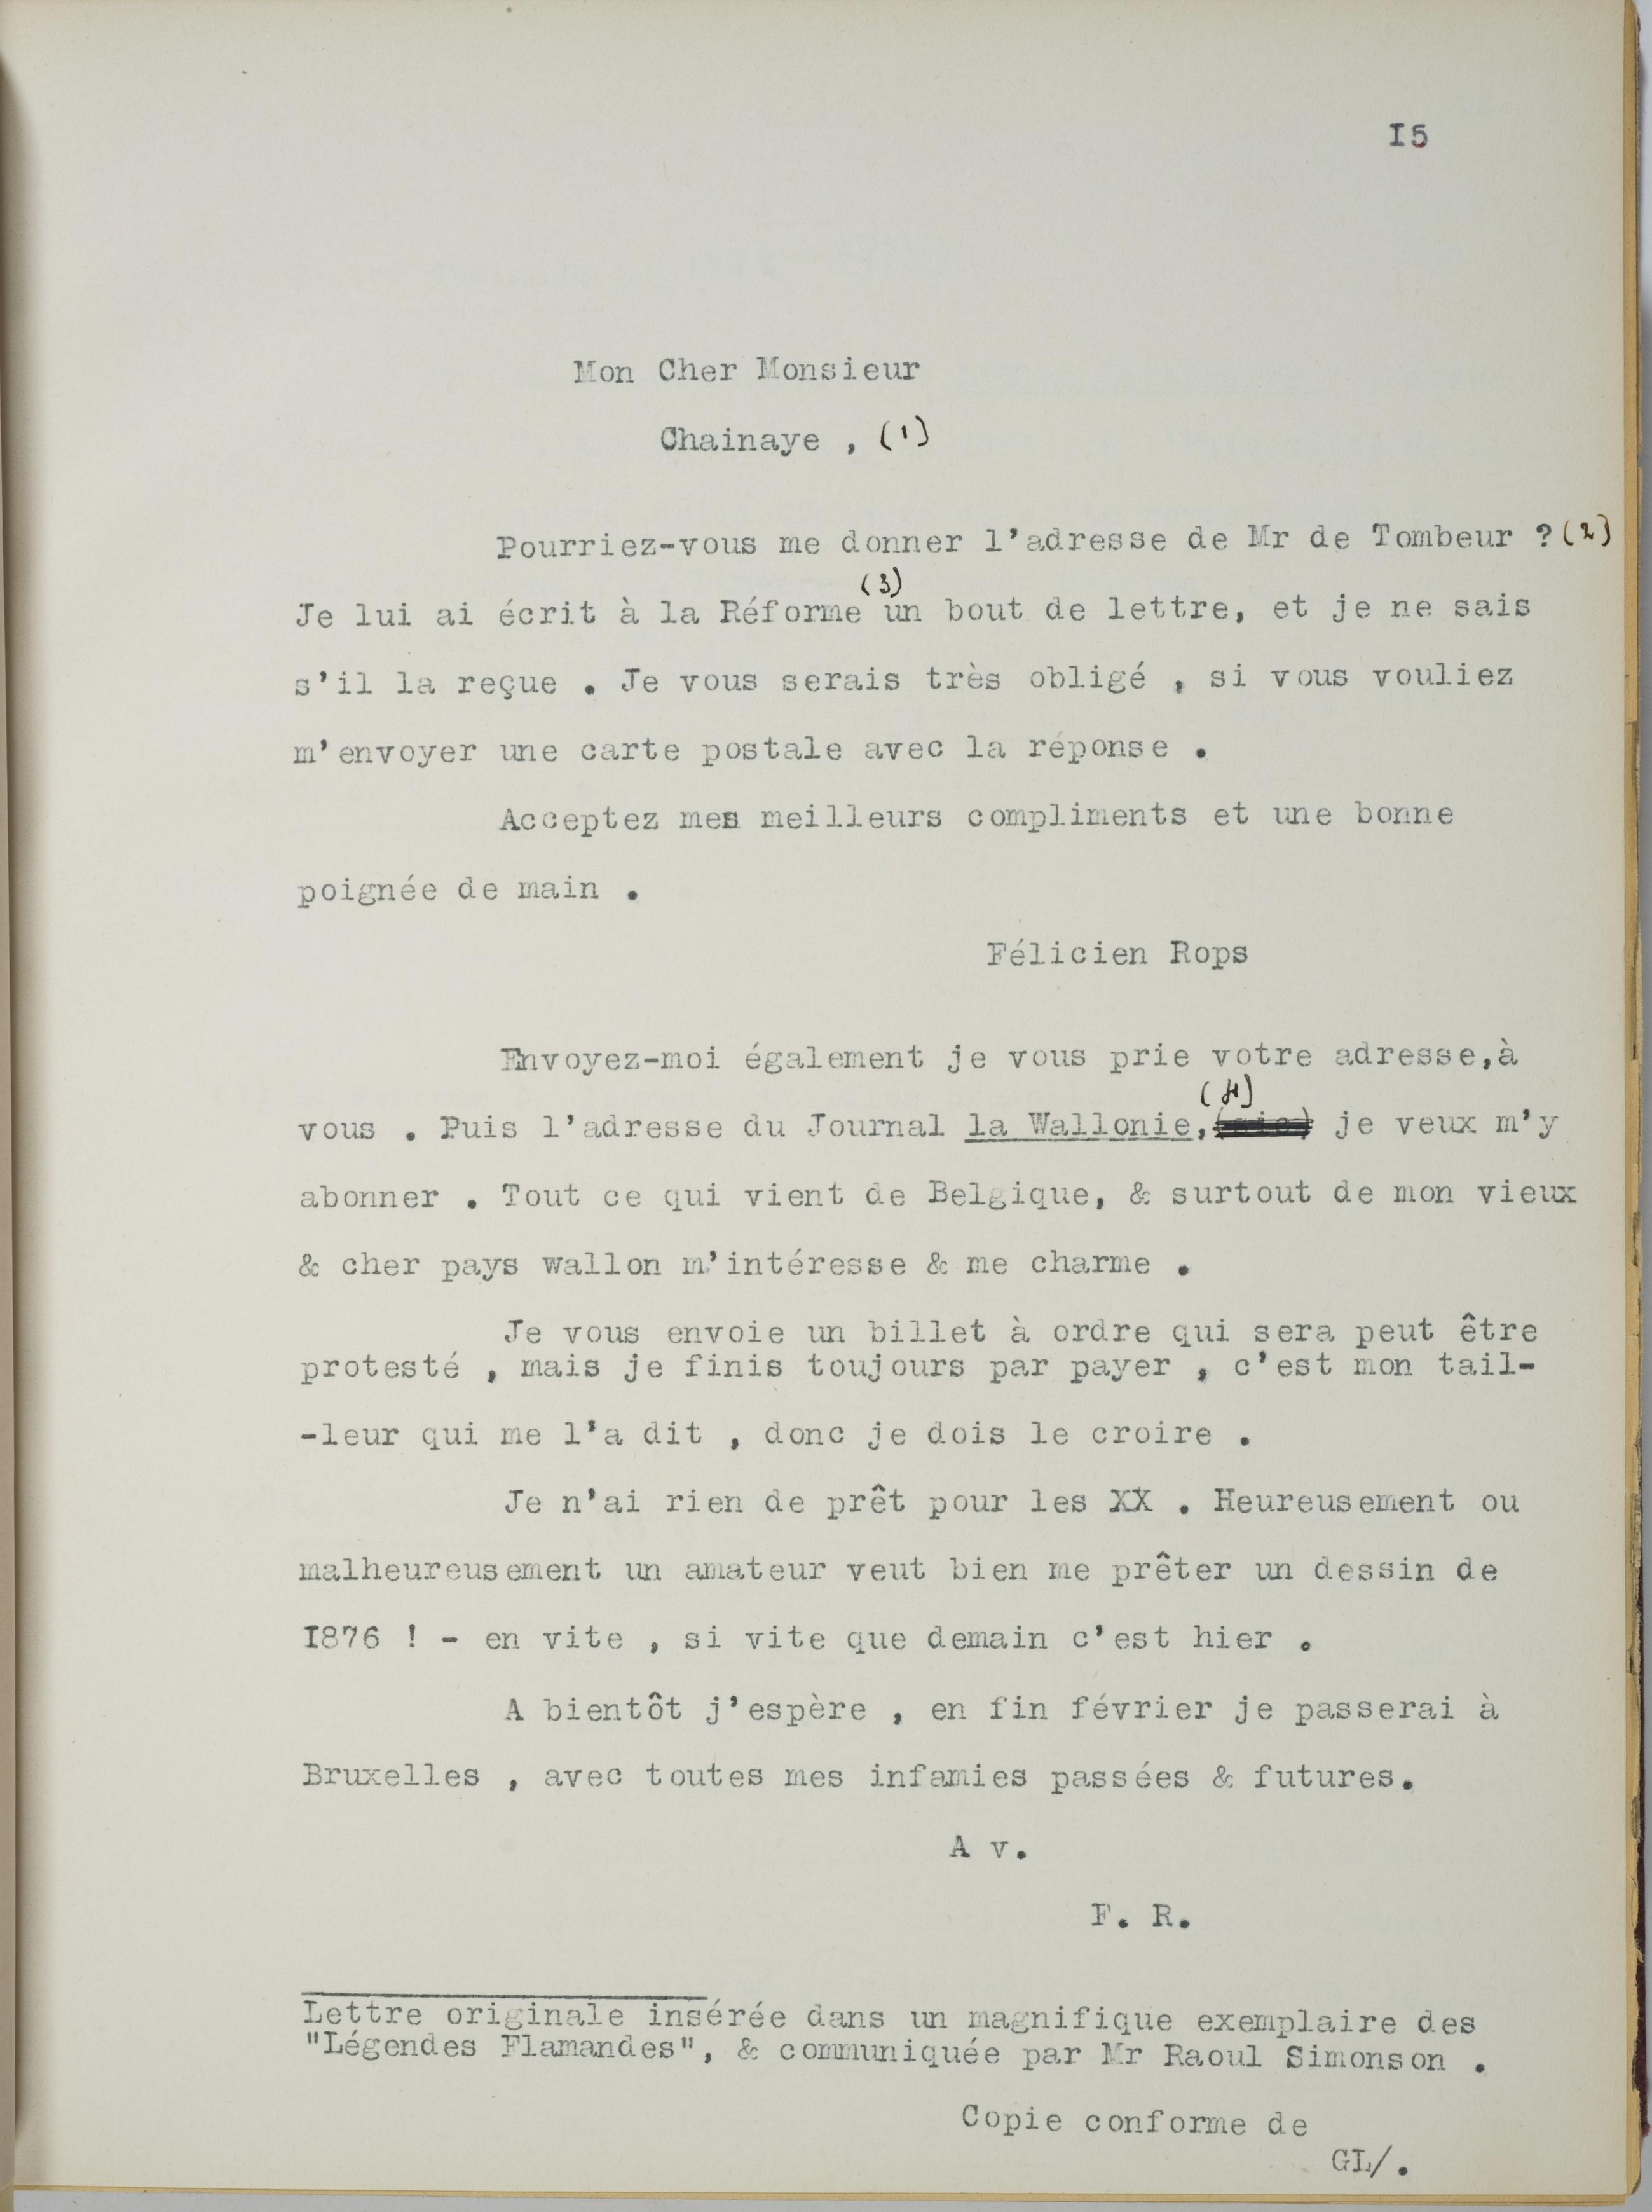 I5
Mon Cher Monsieur
Chainaye , (1)
Pourriez-vous me donner l'adresse de Mr de Tombeur ? (2)
(3)
Je lui ai écrit à la Réforme un bout de lettre, et je ne sais
s'il la reçue . Je vous serais très obligé , si vous vouliez
m'envoyer une carte postale avec la réponse .
Acceptez mes meilleurs compliments et une bonne
poignée de main .
Félicien Rops
Envoyez-moi également je vous prie votre adresse,à
(4)
vous . Puis l'adresse du Journal la Wallonie, je veux m'y
abonner . Tout ce qui vient de Belgique, & surtout de mon vieux
& cher pays wallon m'intéresse & me charme .
Je vous envoie un billet à ordre qui sera peut être
protesté , mais je finis toujours par payer , c'est mon tail-
-leur qui me l'a dit , donc je dois le croire .
Je n'ai rien de prêt pour les XX . Heureusement ou
malheureusement un amateur veut bien me prêter un dessin de
I876 ! - en vite , si vite que demain c'est hier .
A bientôt j'espère , en fin février je passerai à
Bruxelles , avec toutes mes infamies passées & futures.
A v.
F. R.
Lettre originale insérée dans un magnifique exemplaire des
"Légendes Flamandes", & communiquée par Mr Raoul Simonson .
Copie conforme de
GL/.